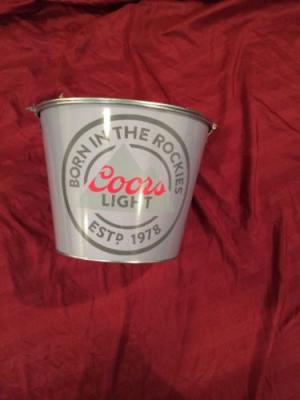 BORN IN THE ROCKIES
Coors
LIGHT
ESTD 1978